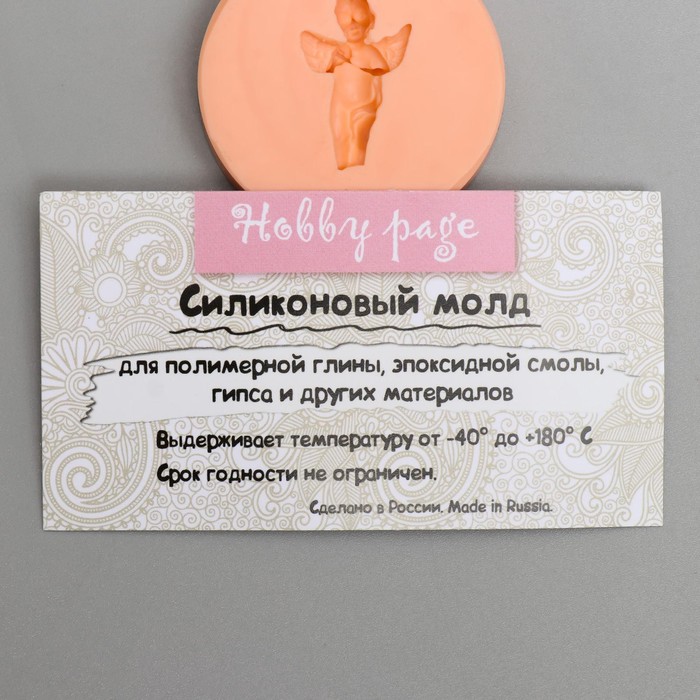 Hobby page
Силиконовый молд
для полимерной глины, эпоксидной смолы,
гипса и других материалов
Выдерживает температуру от -40° до +180° С
Срок годности не ограничен.
Сделано в России. Made in Russia.